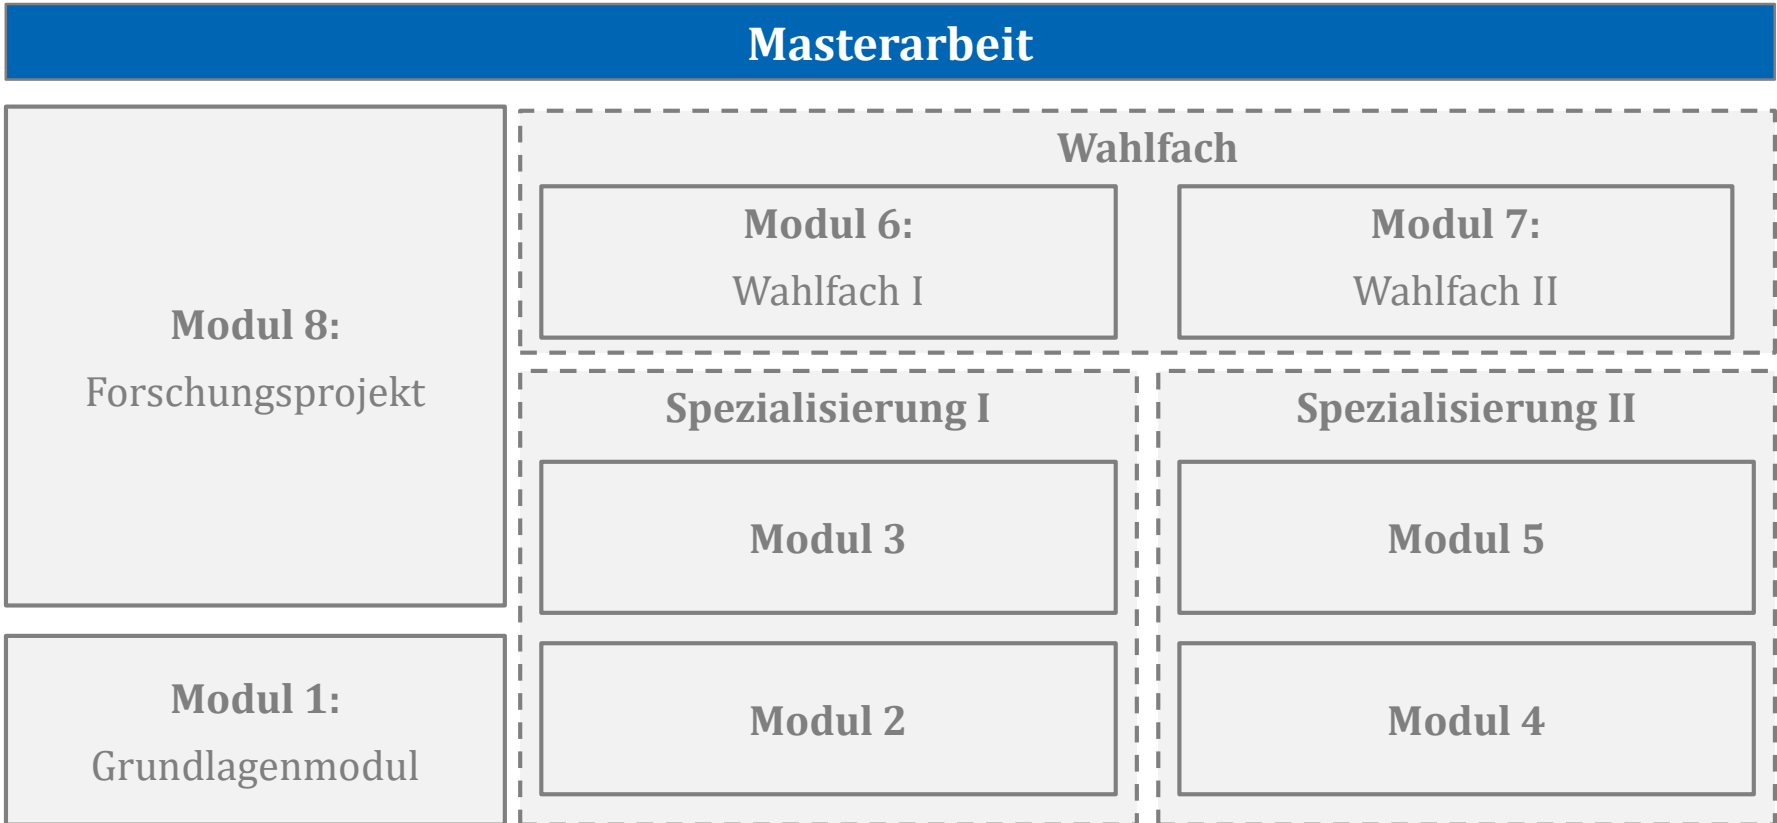 Masterarbeit
Modul 8:
Forschungsprojekt
Modul 1:
Grundlagenmodul
Wahlfach
Modul 6:
Wahlfach I
Modul 7:
Wahlfach II
Spezialisierung I
Modul 3
Modul 2
Spezialisierung II
Modul 5
Modul 4